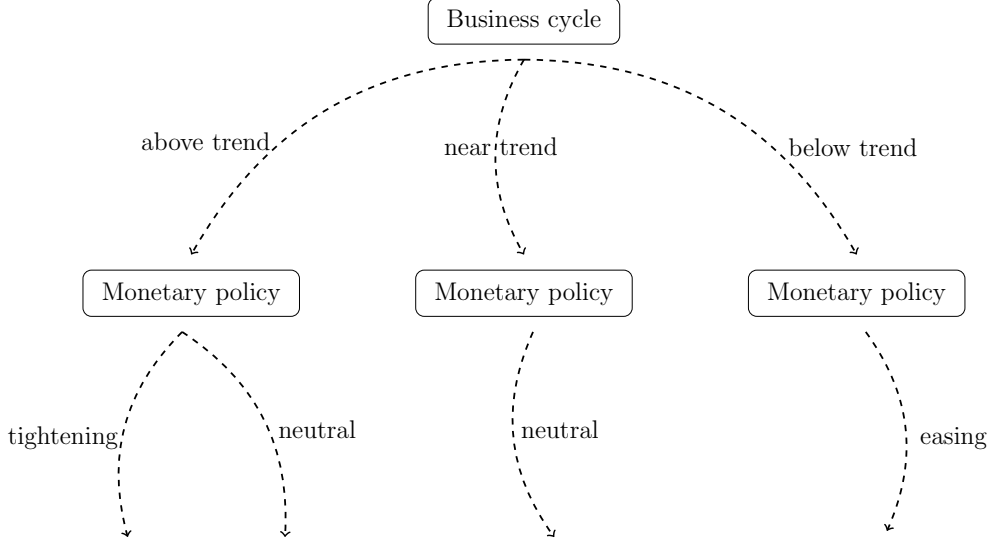 Business cycle
above trend
near trend
below trend
Monetary policy
Monetary policy
Monetary policy
tightening
neutral
neutral
easing